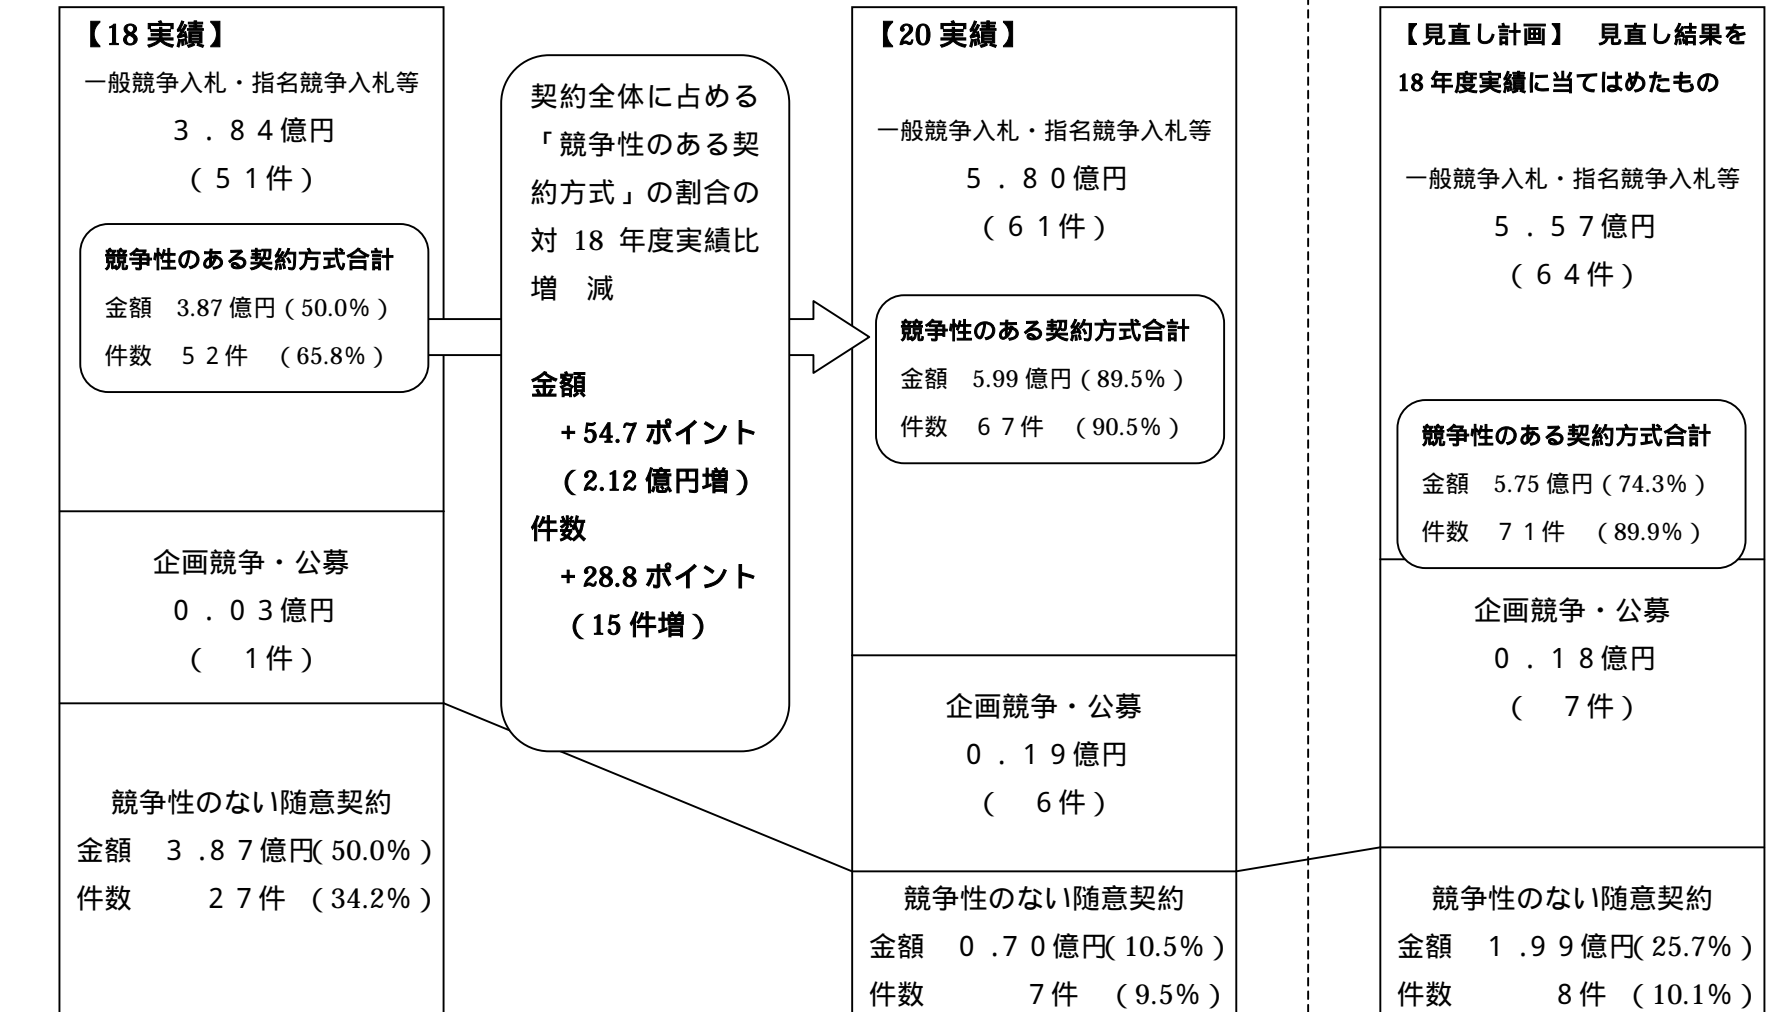 【18 実績】
一般競争入札・指名競争入札等
３．８４億円
（５１件）
競争性のある契約方式合計
金額　3.87 億円（50.0%）
件数　５２件　（65.8%）
企画競争・公募
０．０３億円
（　１件）
競争性のない随意契約
金額　３.８７億円（50.0%）
件数　　２７件　（34.2%）
契約全体に占める
「競争性のある契
約方式」の割合の
対 18 年度実績比
増　減
金額
＋54.7 ポイント
（2.12 億円増）
件数
＋28.8 ポイント
（15 件増）
【20 実績】
一般競争入札・指名競争入札等
５．８０億円
（６１件）
競争性のある契約方式合計
金額　5.99 億円（89.5%）
件数　６７件　（90.5%）
企画競争・公募
０．１９億円
（　６件）
競争性のない随意契約
金額　０.７０億円（10.5%）
件数　　７件　（9.5%）
【見直し計画】　見直し結果を
18 年度実績に当てはめたもの
一般競争入札・指名競争入札等
５．５７億円
（６４件）
競争性のある契約方式合計
金額　5.75 億円（74.3%）
件数　７１件　（89.9%）
企画競争・公募
０．１８億円
（　７件）
競争性のない随意契約
金額　１.９９億円（25.7%）
件数　　８件　（10.1%）